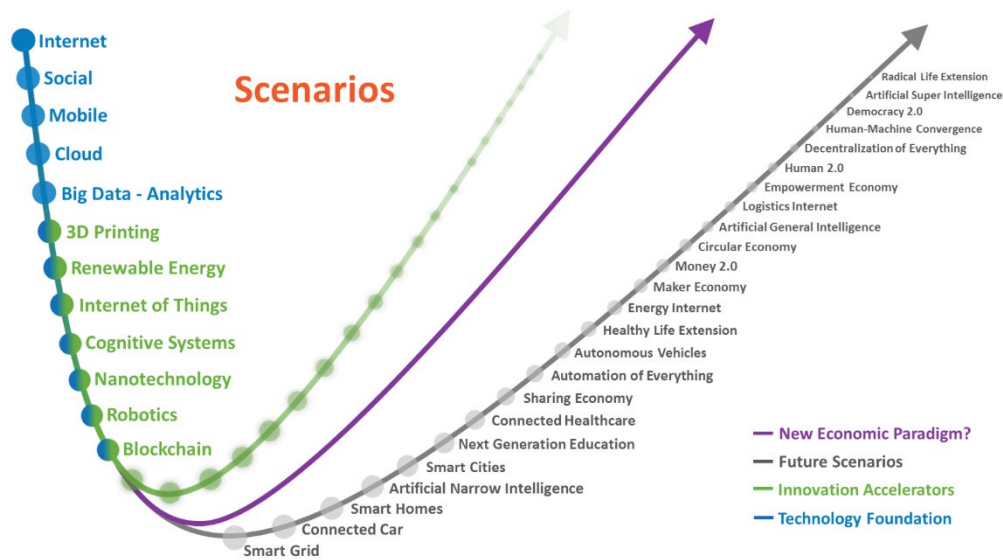 Internet
Social
Mobile
Cloud
Big Data - Analytics
3D Printing
Renewable Energy
Internet of Things
Cognitive Systems
Nanotechnology
Robotics
Blockchain
Scenarios
Radical Life Extension
Artificial Super Intelligence
Democracy 2.0
Human-Machine Convergence
Decentralization of Everything
Human 2.0
Empowerment Economy
Logistics Internet
Artificial General Intelligence
Circular Economy
Money 2.0
Maker Economy
Energy Internet
Healthy Life Extension
Autonomous Vehicles
Automation of Everything
Sharing Economy
Connected Healthcare
Next Generation Education
Smart Cities
Artificial Narrow Intelligence
Smart Homes
Connected Car
Smart Grid
New Economic Paradigm?
Future Scenarios
Innovation Accelerators
Technology Foundation